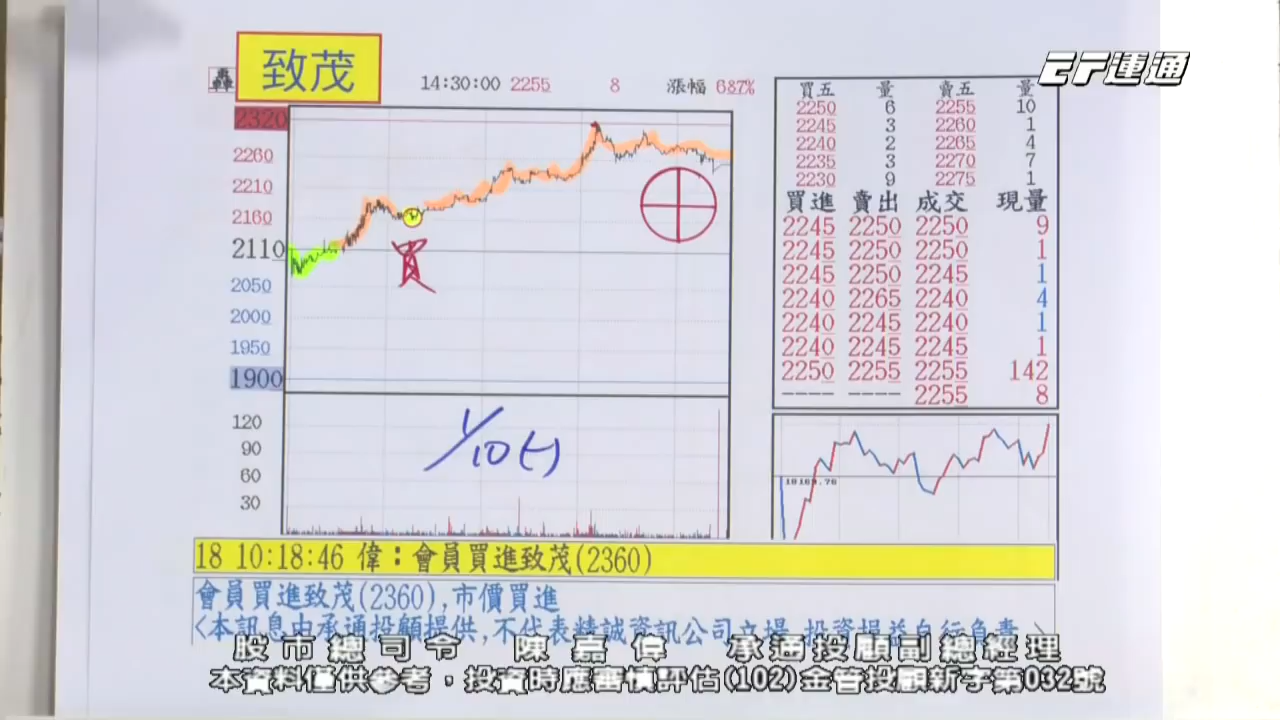 致茂
轟
14:30:00 2255 8 漲幅 6.87%
EF運通
2320
2260
2210
2160
2110
2050
2000
1950
1900
120
90
60
30
買
1/10(一)
買五 量 賣五 量
2250 6 2255 10
2245 3 2260 1
2240 2 2265 4
2235 3 2270 7
2230 9 2275 1
買進 賣出 成交 現量
2245 2250 2250 9
2245 2250 2250 1
2245 2250 2245 1
2240 2265 2240 4
2240 2245 2240 1
2240 2245 2245 1
2250 2255 2255 142
---- ---- 2255 8
18 10:18:46 偉：會員買進致茂(2360)
會員買進致茂(2360),市價買進
<本訊息由承通投顧提供,不代表精誠資訊公司立場,投資損益自行負責>
股市總司令 陳嘉偉 承通投顧副總經理
本資料僅供參考，投資時應審慎評估(102)金管投顧新字第032號